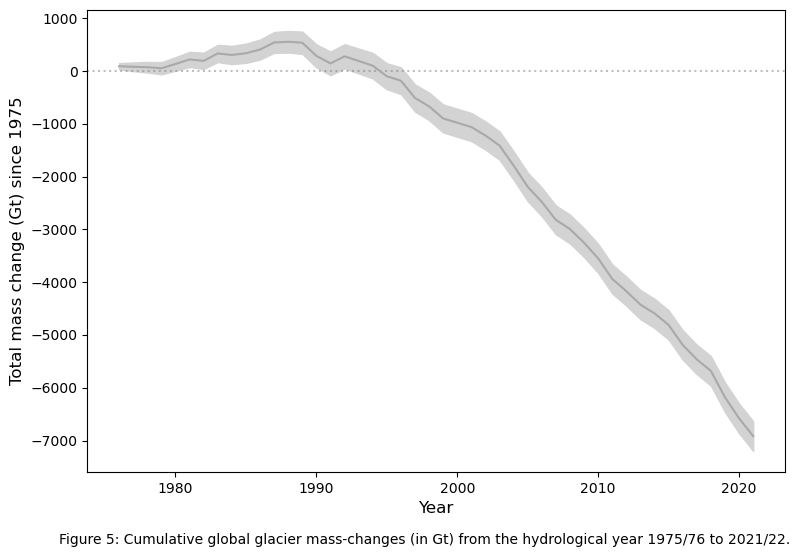 1000
0
−1000
−2000
−3000
−4000
−5000
−6000
−7000
Total mass change (Gt) since 1975
1980 1990 2000 2010 2020
Year
Figure 5: Cumulative global glacier mass-changes (in Gt) from the hydrological year 1975/76 to 2021/22.